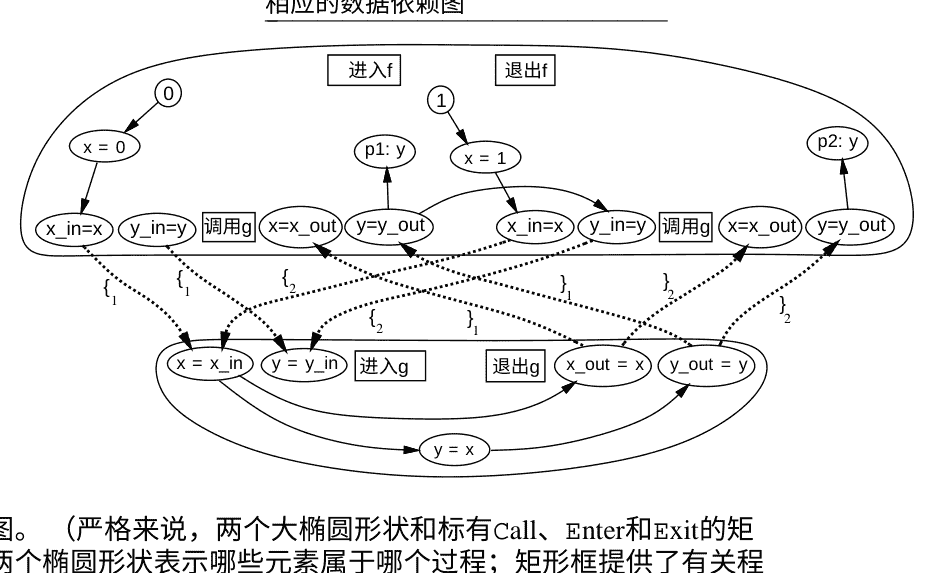 相应的数据依赖图
进入f 退出f
0 1
x = 0 p1: y x = 1 p2: y
x_in=x y_in=y 调用g x=x_out y=y_out x_in=x y_in=y 调用g x=x_out y=y_out
{1 {1 {2 }1 }2
{2 }1 }2
x = x_in y = y_in 进入g 退出g x_out = x y_out = y
y = x
图。（严格来说，两个大椭圆形状和标有Call、Enter和Exit的矩
两个椭圆形状表示哪些元素属于哪个过程；矩形框提供了有关程